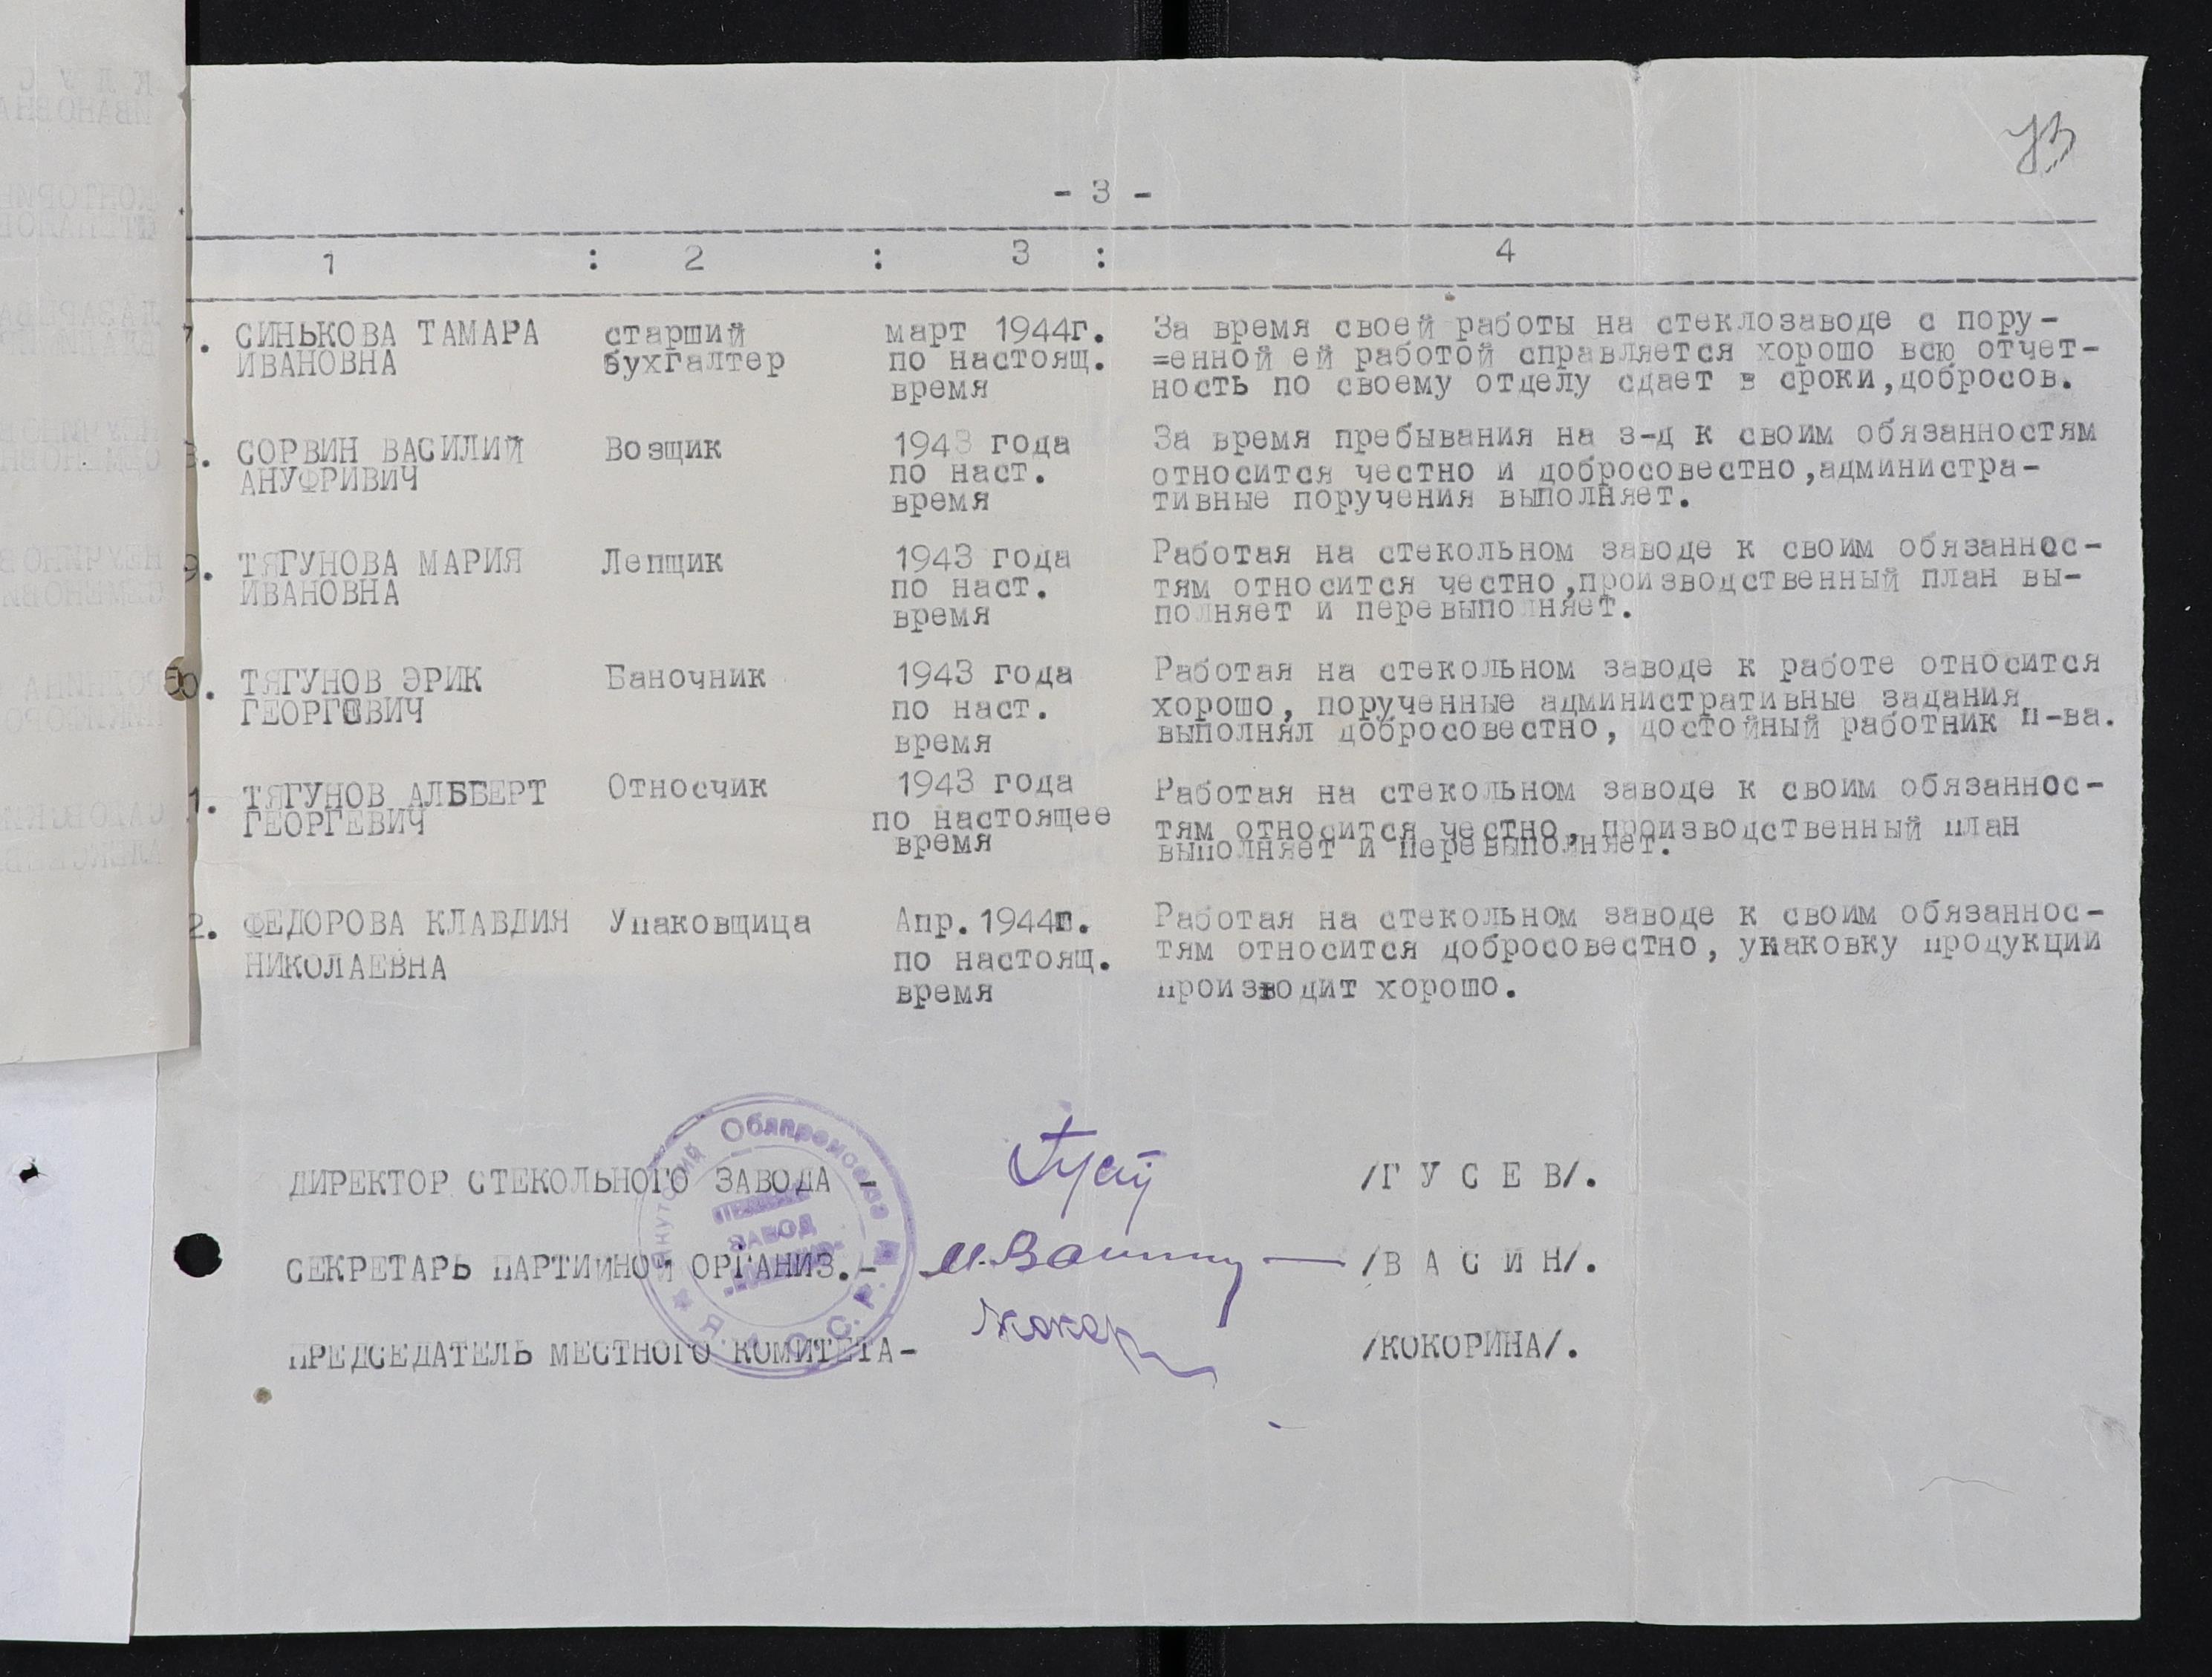 73
- 3 -
1 : 2 : 3 : 4
7. СИНЬКОВА ТАМАРА старший март 1944г. За время своей работы на стеклозаводе с пору-
ИВАНОВНА бухгалтер по настоящ. =енной ей работой справляется хорошо всю отчет-
время ность по своему отделу сдает в сроки,добросов.
8. СОРВИН ВАСИЛИЙ Возщик 1943 года За время пребывания на з-д к своим обязанностям
АНУФРИВИЧ по наст. относится честно и добросовестно,администра-
время тивные поручения выполняет.
9. ТЯГУНОВА МАРИЯ Лепщик 1943 года Работая на стекольном заводе к своим обязаннос-
ИВАНОВНА по наст. тям относится честно,производственный план вы-
время полняет и перевыполняет.
0. ТЯГУНОВ ЭРИК Баночник 1943 года Работая на стекольном заводе к работе относится
ГЕОРГЕВИЧ по наст. хорошо, порученные административные задания
время выполнял добросовестно, достойный работник п-ва.
1. ТЯГУНОВ АЛЬБЕРТ Относчик 1943 года Работая на стекольном заводе к своим обязаннос-
ГЕОРГЕВИЧ по настоящее тям относится честно, производственный план
время выполняет и перевыполняет.
2. ФЕДОРОВА КЛАВДИЯ Упаковщица Апр.1944г. Работая на стекольном заводе к своим обязаннос-
НИКОЛАЕВНА по настоящ. тям относится добросовестно, упаковку продукции
время производит хорошо.
ДИРЕКТОР СТЕКОЛЬНОГО ЗАВОДА - /Г У С Е В/.
СЕКРЕТАРЬ ПАРТИЙНОЙ ОРГАНИЗ.- М.Васин /В А С И Н/.
ПРЕДСЕДАТЕЛЬ МЕСТНОГО КОМИТЕТА- Кокор /КОКОРИНА/.
ЗАВОД